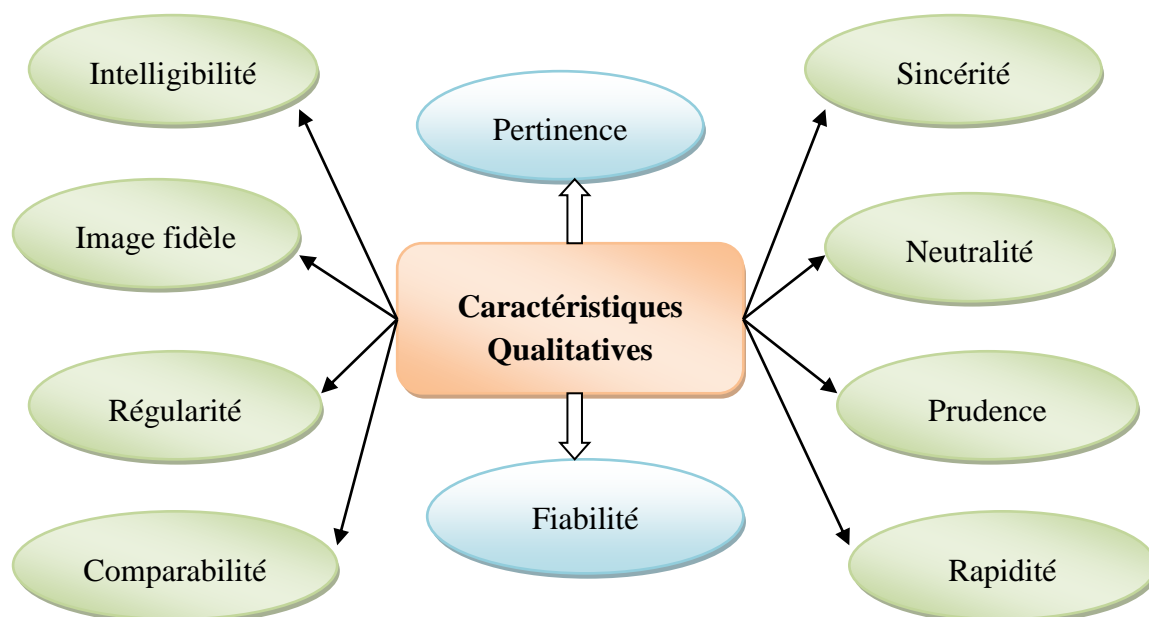 Intelligibilité
Sincérité
Pertinence
Image fidèle
Neutralité
Caractéristiques
Qualitatives
Régularité
Prudence
Fiabilité
Comparabilité
Rapidité